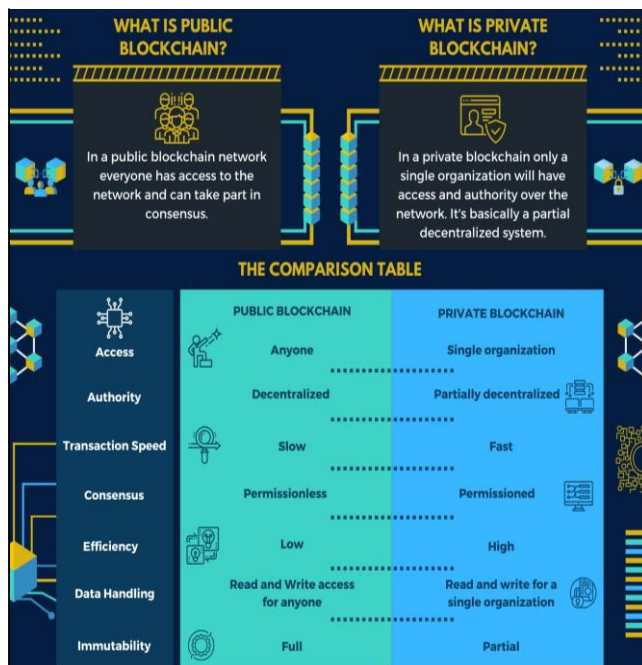 WHAT IS PUBLIC
BLOCKCHAIN?
In a public blockchain network
everyone has access to the
network and can take part in
consensus.
WHAT IS PRIVATE
BLOCKCHAIN?
In a private blockchain only a
single organization will have
access and authority over the
network. It's basically a partial
decentralized system.
THE COMPARISON TABLE
PUBLIC BLOCKCHAIN
PRIVATE BLOCKCHAIN
Access
Anyone
Single organization
Authority
Decentralized
Partially decentralized
Transaction Speed
Slow
Fast
Consensus
Permissionless
Permissioned
Efficiency
Low
High
Data Handling
Read and Write access
for anyone
Read and write for a
single organization
Immutability
Full
Partial